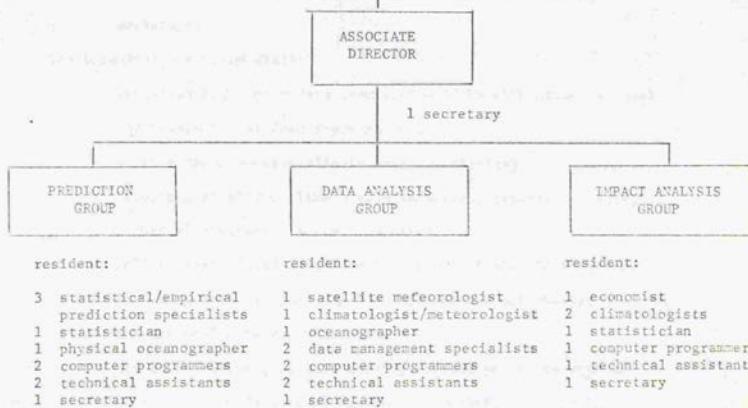 ASSOCIATE
DIRECTOR
1 secretary
PREDICTION
GROUP
DATA ANALYSIS
GROUP
IMPACT ANALYSIS
GROUP
resident:
3 statistical/empirical
prediction specialists
1 statistician
1 physical oceanographer
2 computer programmers
2 technical assistants
1 secretary
resident:
1 satellite meteorologist
1 climatologist/meteorologist
1 oceanographer
2 data management specialists
2 computer programmers
2 technical assistants
1 secretary
resident:
1 economist
2 climatologists
1 statistician
1 computer programmer
1 technical assistant
1 secretary